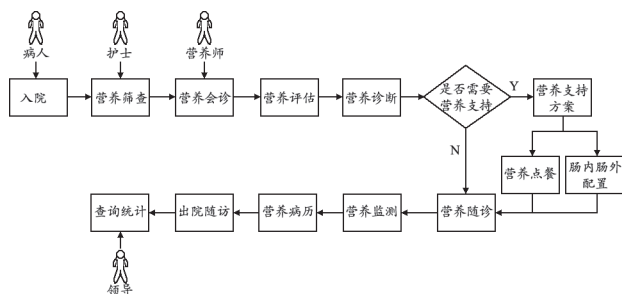 病人
护士
营养师
入院
营养筛查
营养会诊
营养评估
营养诊断
是否需要
营养支持
Y
营养支持
方案
N
营养点餐
肠内肠外
配置
查询统计
出院随访
营养病历
营养监测
营养随诊
领导